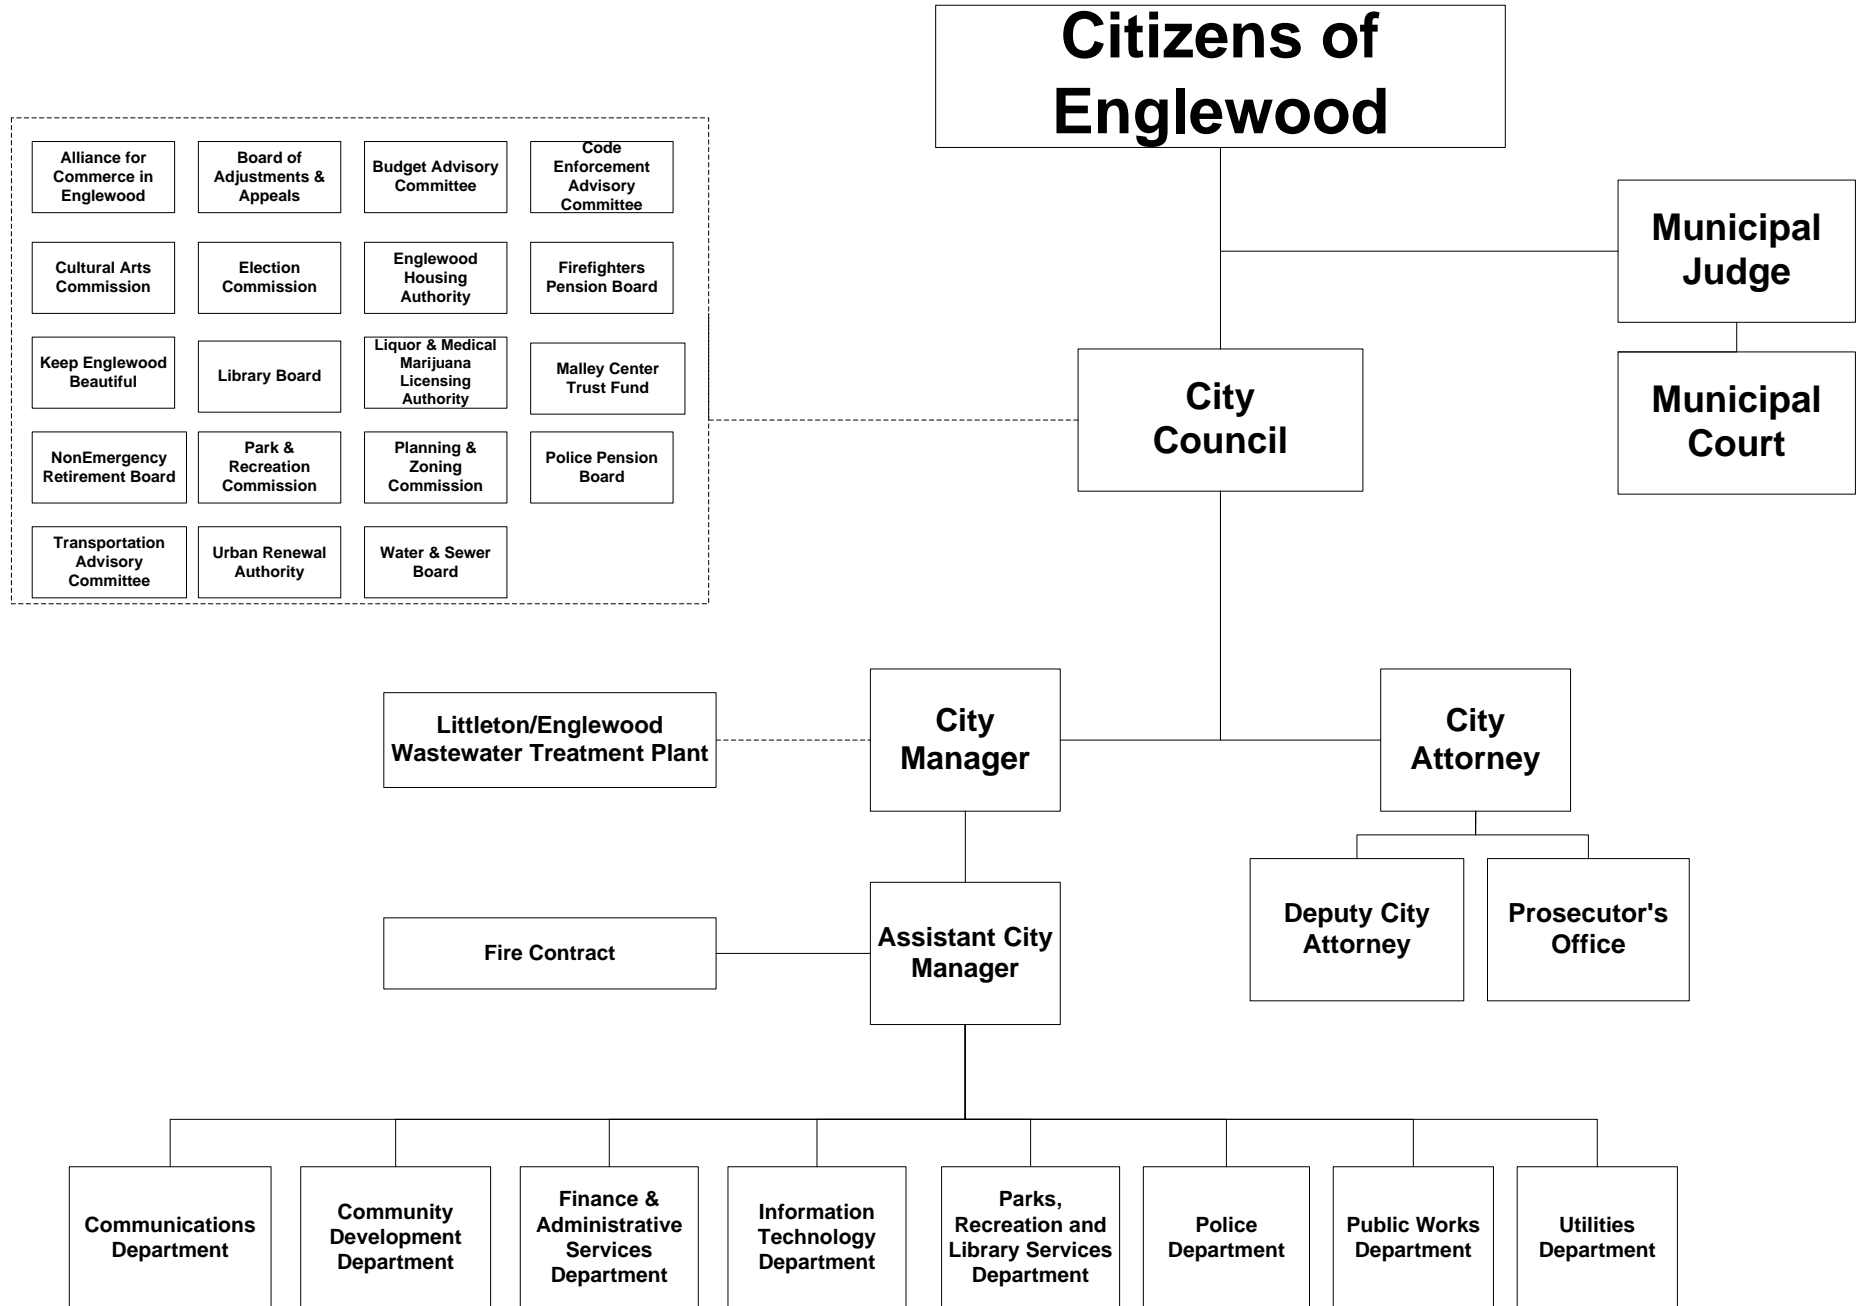 Citizens of
Englewood
Alliance for
Commerce in
Englewood
Board of
Adjustments &
Appeals
Budget Advisory
Committee
Code
Enforcement
Advisory
Committee
Cultural Arts
Commission
Election
Commission
Englewood
Housing
Authority
Firefighters
Pension Board
Keep Englewood
Beautiful
Library Board
Liquor & Medical
Marijuana
Licensing
Authority
Malley Center
Trust Fund
NonEmergency
Retirement Board
Park &
Recreation
Commission
Planning &
Zoning
Commission
Police Pension
Board
Transportation
Advisory
Committee
Urban Renewal
Authority
Water & Sewer
Board
Municipal
Judge
Municipal
Court
City
Council
Littleton/Englewood
Wastewater Treatment Plant
City
Manager
City
Attorney
Fire Contract
Assistant City
Manager
Deputy City
Attorney
Prosecutor's
Office
Communications
Department
Community
Development
Department
Finance &
Administrative
Services
Department
Information
Technology
Department
Parks,
Recreation and
Library Services
Department
Police
Department
Public Works
Department
Utilities
Department